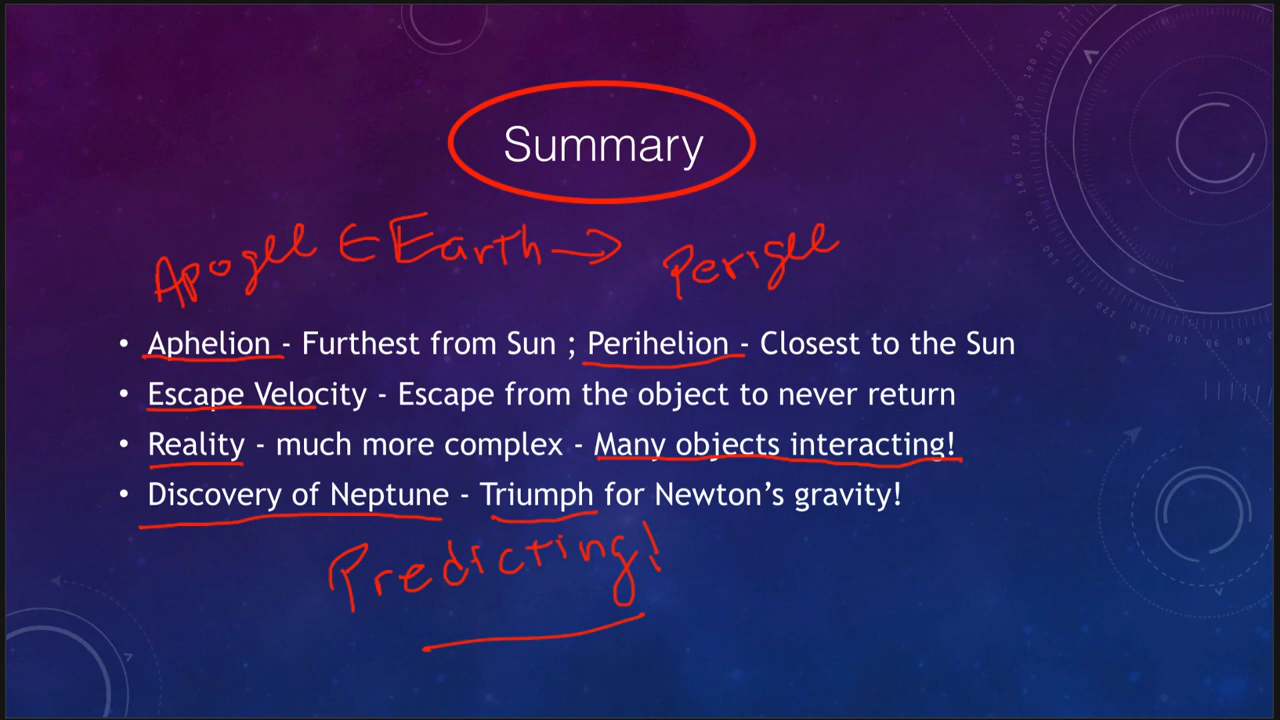 Summary
Apogee ← Earth → Perigee
• Aphelion - Furthest from Sun ; Perihelion - Closest to the Sun
• Escape Velocity - Escape from the object to never return
• Reality - much more complex - Many objects interacting!
• Discovery of Neptune - Triumph for Newton's gravity!
Predicting!